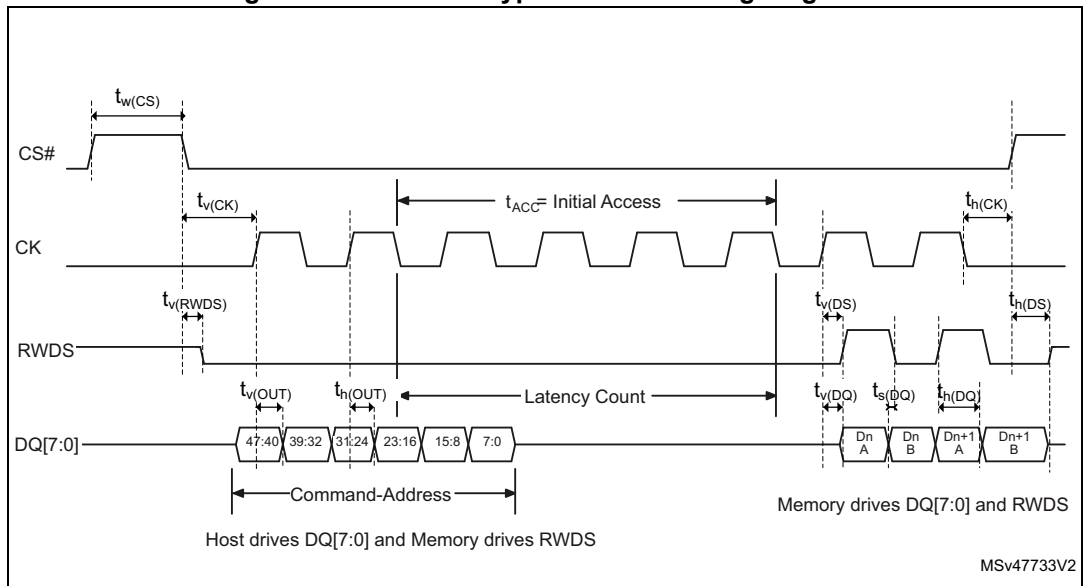 tw(CS)
CS#
tv(CK)
tACC= Initial Access
th(CK)
CK
tv(RWDS)
tv(DS)
th(DS)
RWDS
tv(OUT)
th(OUT)
Latency Count
tv(DQ)
ts(DQ)
th(DQ)
DQ[7:0]
47:40
39:32
31:24
23:16
15:8
7:0
Dn
A
Dn
B
Dn+1
A
Dn+1
B
Command-Address
Memory drives DQ[7:0] and RWDS
Host drives DQ[7:0] and Memory drives RWDS
MSv47733V2